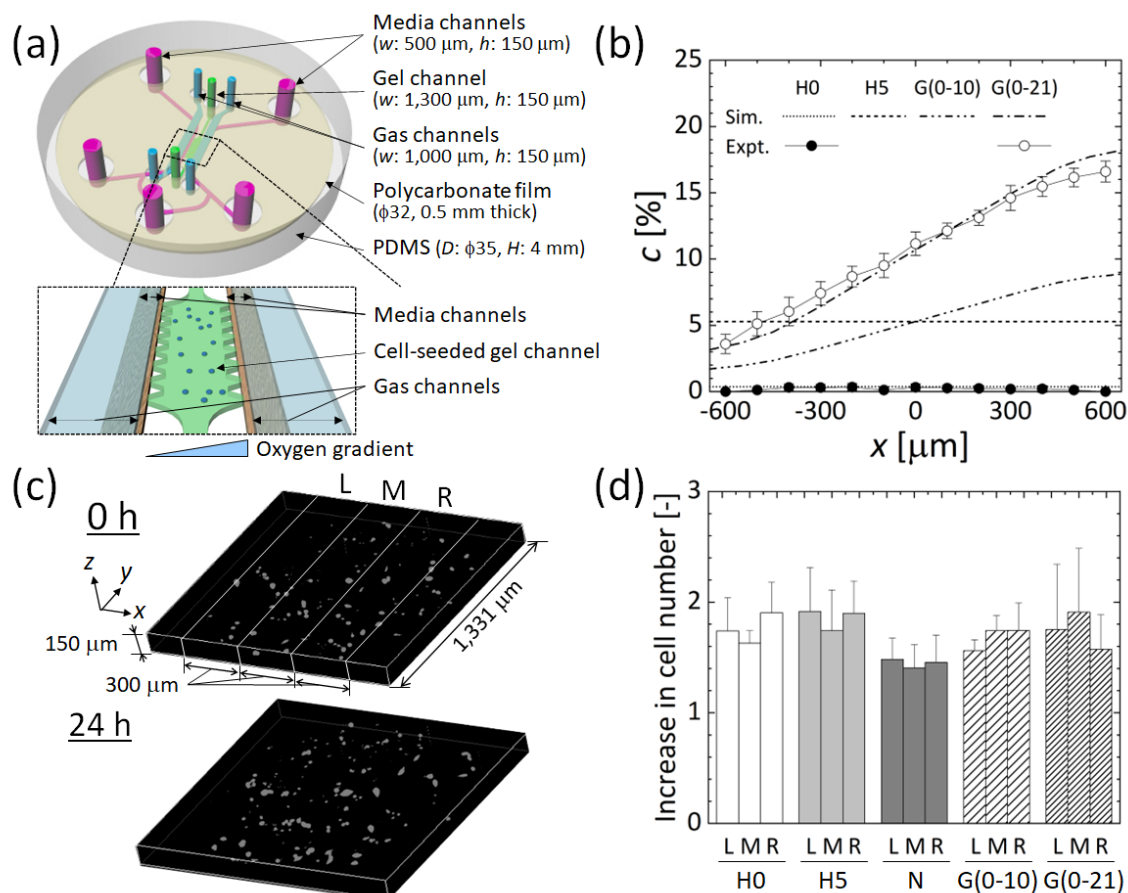 (a)
Media channels
(w: 500 μm, h: 150 μm)
Gel channel
(w: 1,300 μm, h: 150 μm)
Gas channels
(w: 1,000 μm, h: 150 μm)
Polycarbonate film
(ϕ32, 0.5 mm thick)
PDMS (D: ϕ35, H: 4 mm)
Media channels
Cell-seeded gel channel
Gas channels
Oxygen gradient
(b)
H0 H5 G(0-10) G(0-21)
Sim.
Expt.
c [%]
25
20
15
10
5
0
-600 -300 0 300 600
x [μm]
(c)
0 h
L M R
z
y
x
150 μm
300 μm
1,331 μm
24 h
(d)
Increase in cell number [-]
3
2
1
0
L M R L M R L M R L M R L M R
H0 H5 N G(0-10) G(0-21)